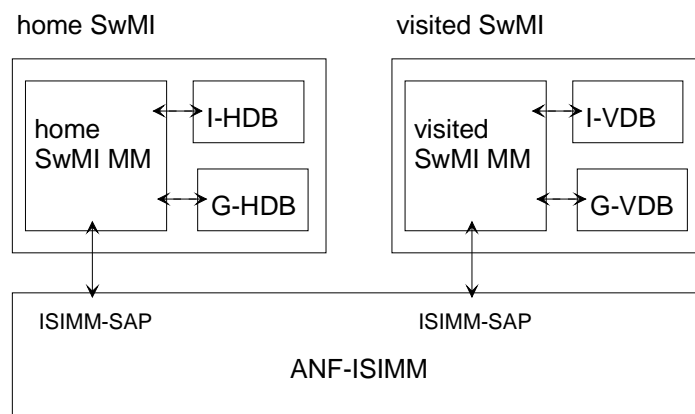 home SwMI
visited SwMI
home
SwMI MM
I-HDB
G-HDB
visited
SwMI MM
I-VDB
G-VDB
ISIMM-SAP
ISIMM-SAP
ANF-ISIMM